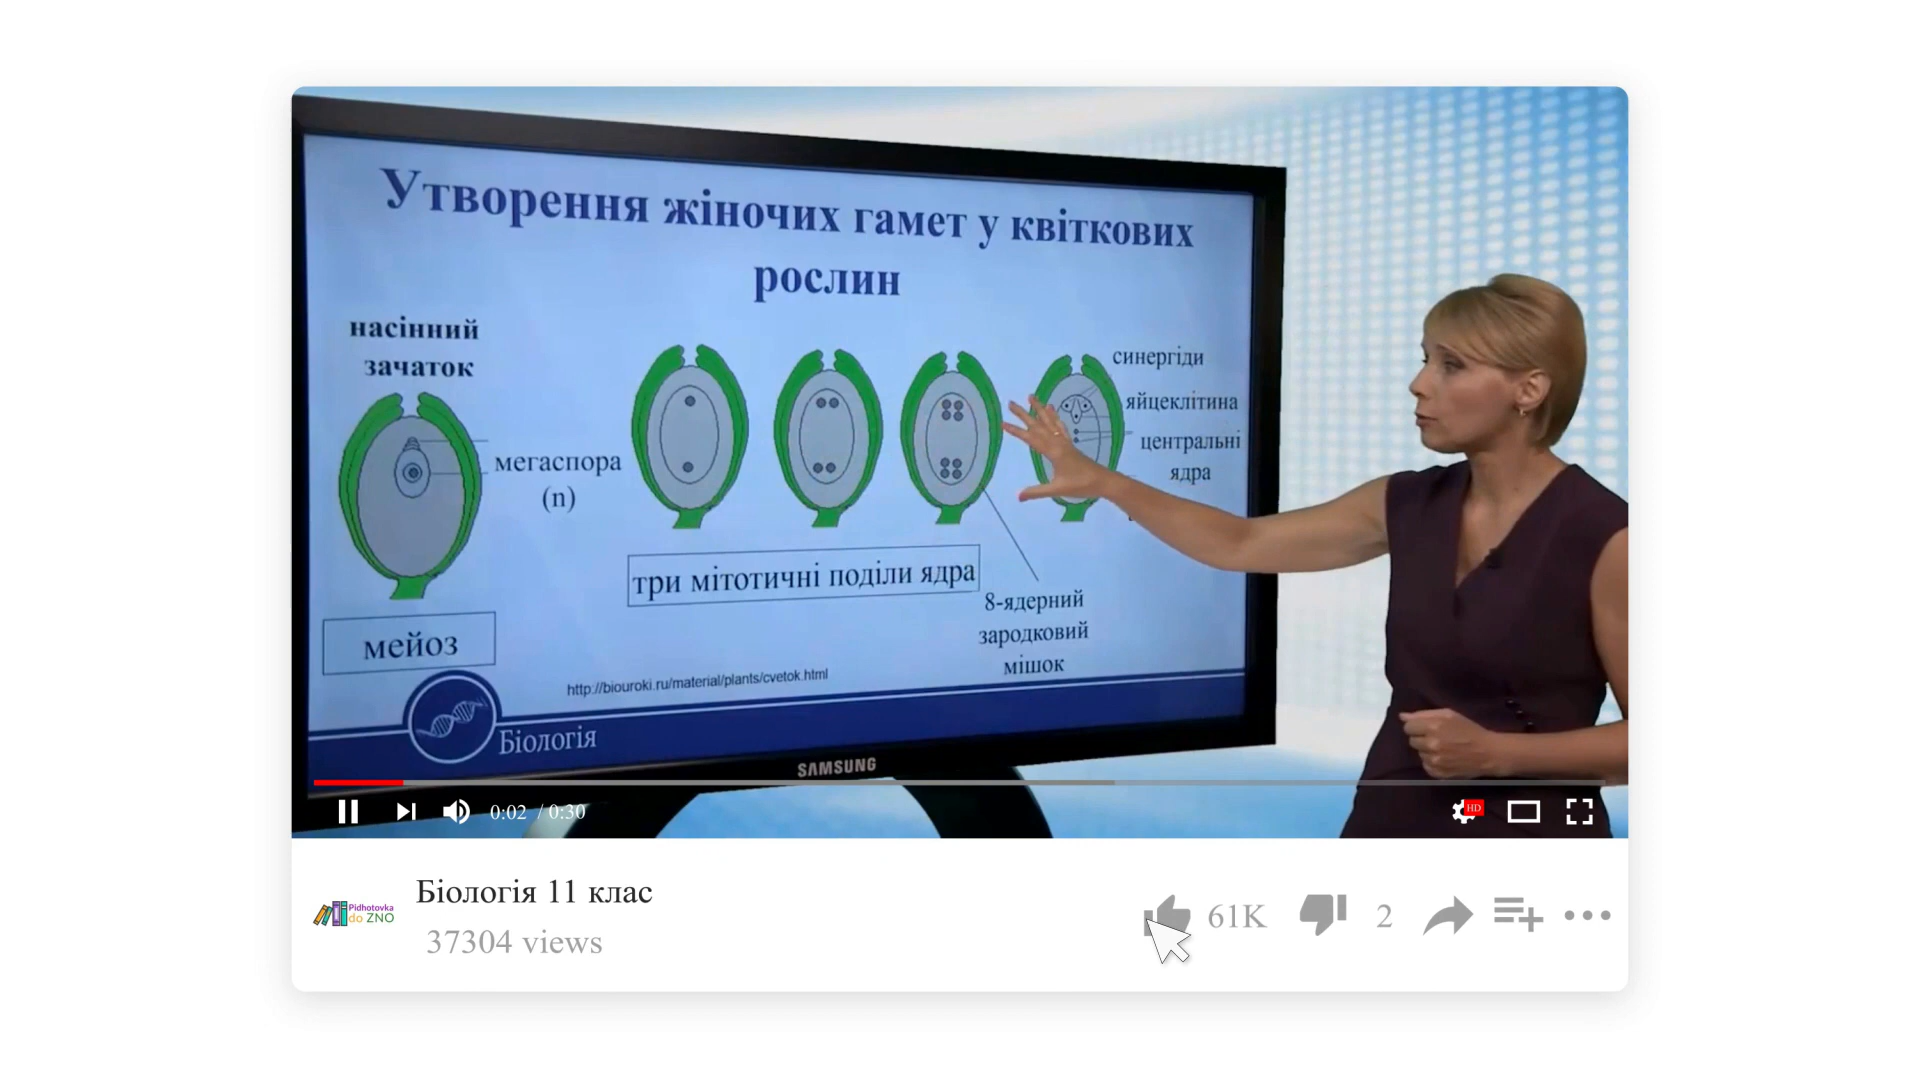 Утворення жіночих гамет у квіткових
рослин
насінний
зачаток
мегаспора
(n)
синергіди
яйцеклітина
центральні
ядра
три мітотичні поділи ядра
8-ядерний
зародковий
мішок
мейоз
http://biouroki.ru/material/plants/cvetok.html
Біологія
SAMSUNG
0:02 / 0:30
HD
Pidhotovka
do ZNO
Біологія 11 клас
37304 views
61K
2